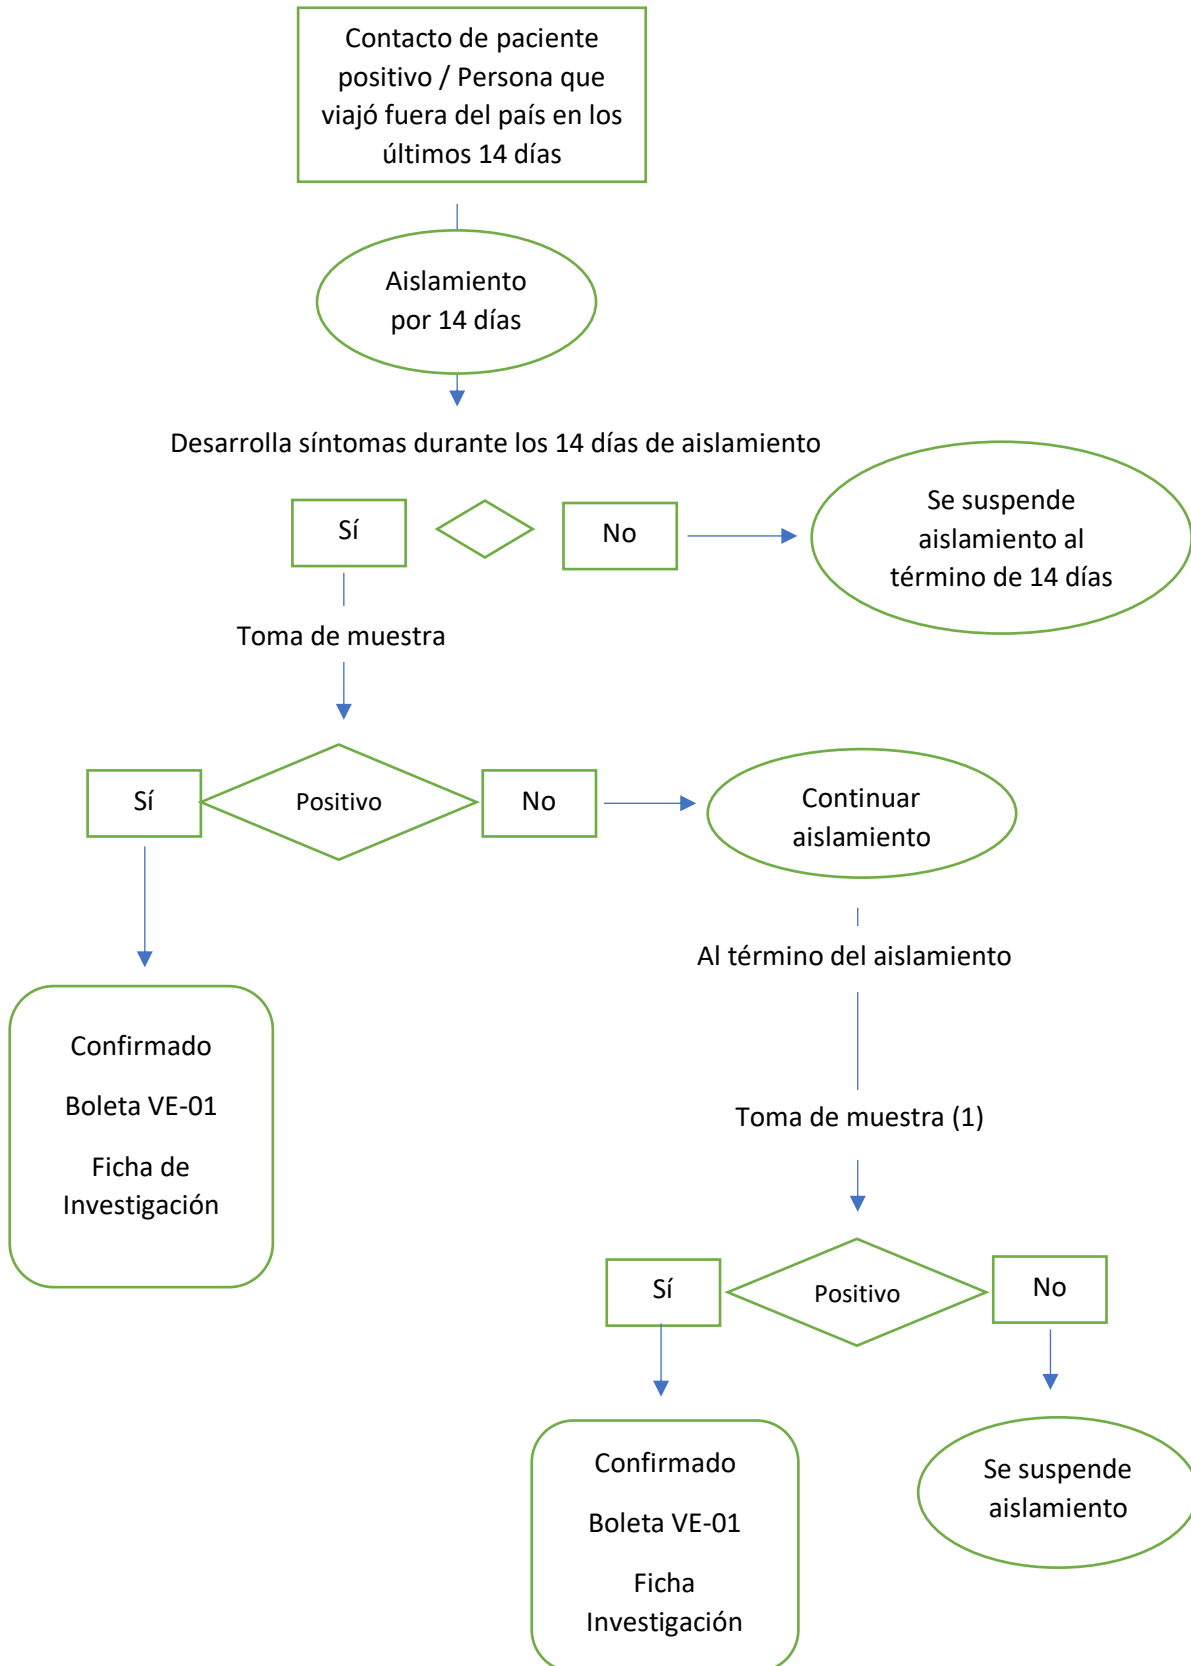 Contacto de paciente
positivo / Persona que
viajó fuera del país en los
últimos 14 días
Aislamiento
por 14 días
Desarrolla síntomas durante los 14 días de aislamiento
Sí
No
Se suspende
aislamiento al
término de 14 días
Toma de muestra
Sí
Positivo
No
Continuar
aislamiento
Al término del aislamiento
Confirmado
Boleta VE-01
Ficha de
Investigación
Toma de muestra (1)
Sí
Positivo
No
Confirmado
Boleta VE-01
Ficha
Investigación
Se suspende
aislamiento